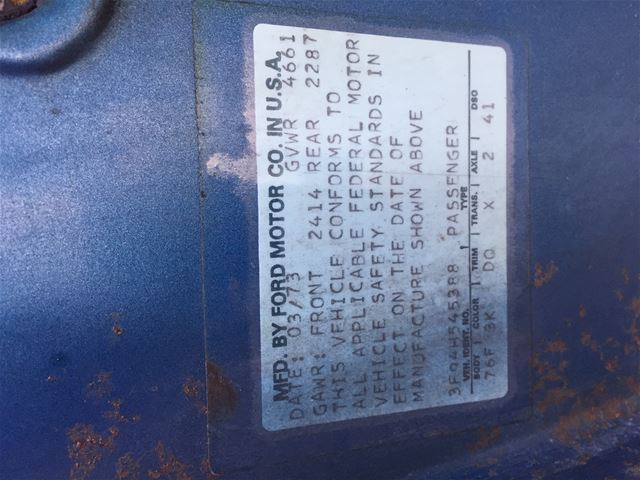 MFD. BY FORD MOTOR CO. IN U.S.A.
DATE: 03/73 GVWR 4661
GAWR: FRONT 2414 REAR 2287
THIS VEHICLE CONFORMS TO
ALL APPLICABLE FEDERAL MOTOR
VEHICLE SAFETY STANDARDS IN
EFFECT ON THE DATE OF
MANUFACTURE SHOWN ABOVE
3F04H545388 PASSENGER
VEH. IDENT. NO. TYPE
BODY COLOR TRIM TRANS. AXLE DSO
76F 3K DQ X 2 41